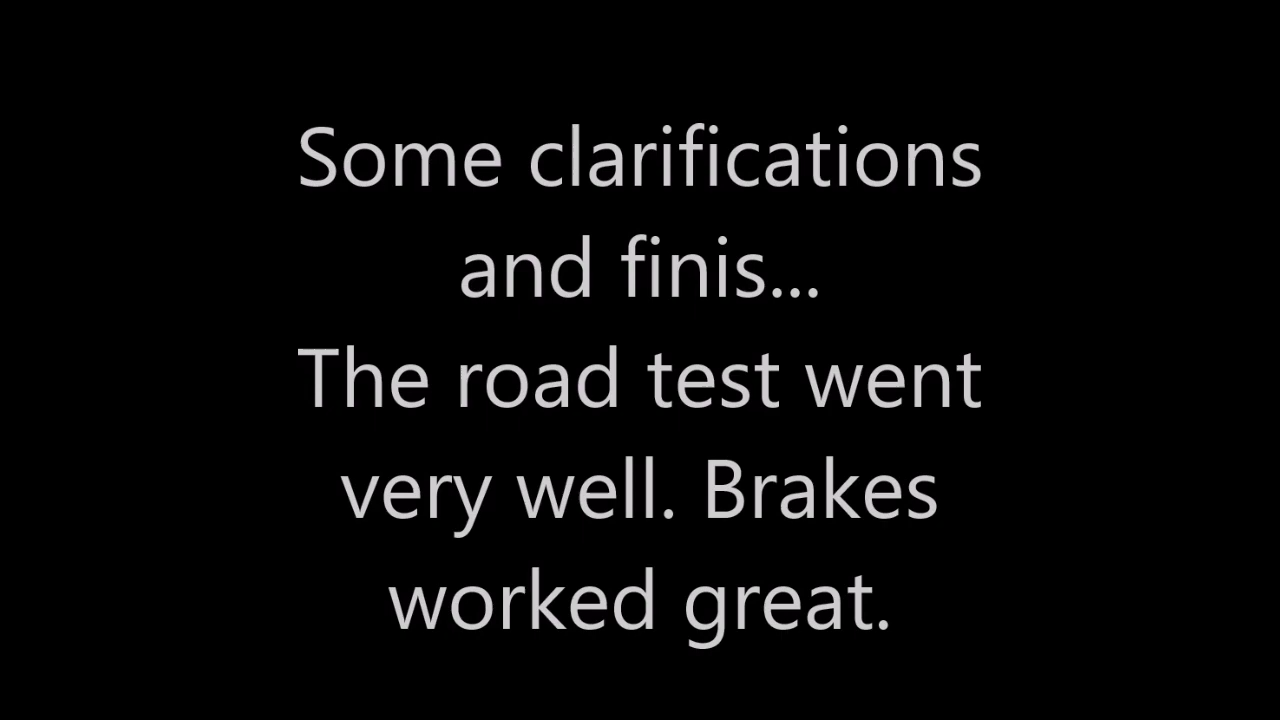 Some clarifications
and finis...
The road test went
very well. Brakes
worked great.